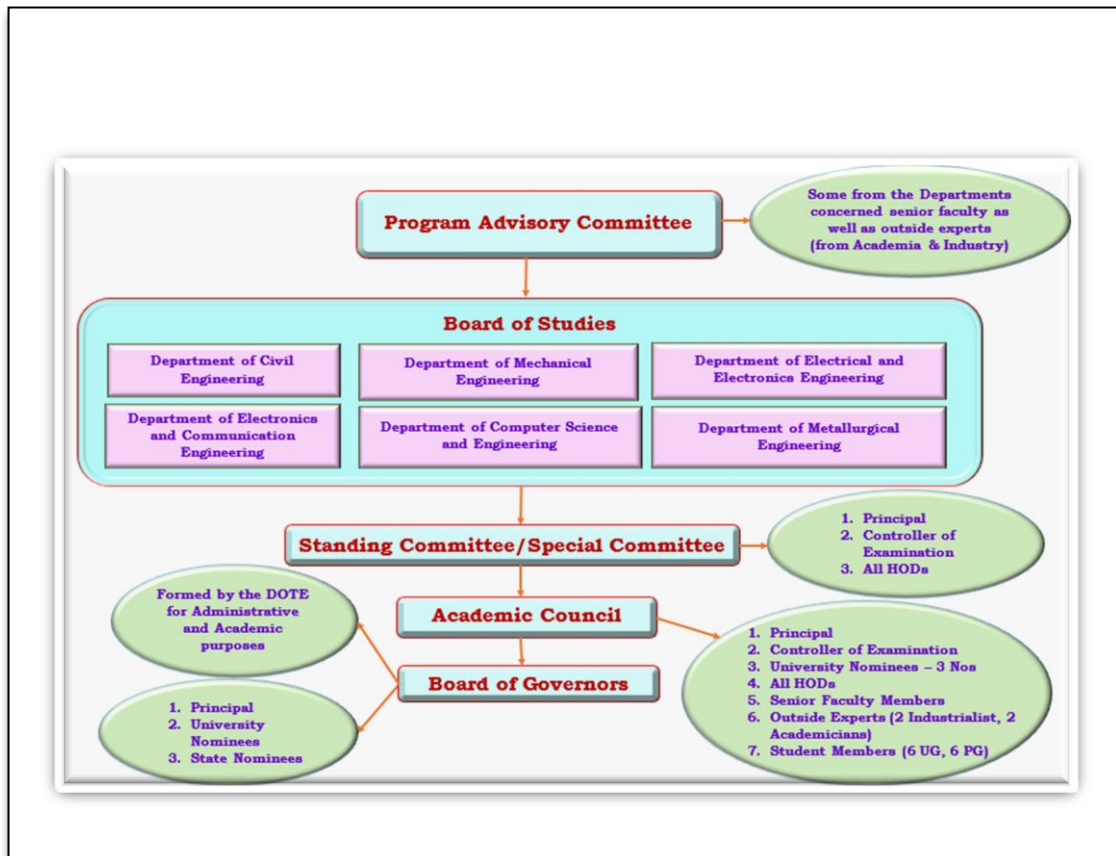 Program Advisory Committee
Some from the Departments
concerned senior faculty as
well as outside experts
(from Academia & Industry)
Board of Studies
Department of Civil
Engineering
Department of Mechanical
Engineering
Department of Electrical and
Electronics Engineering
Department of Electronics
and Communication
Engineering
Department of Computer Science
and Engineering
Department of Metallurgical
Engineering
Standing Committee/Special Committee
1. Principal
2. Controller of
Examination
3. All HODs
Academic Council
1. Principal
2. Controller of Examination
3. University Nominees – 3 Nos
4. All HODs
5. Senior Faculty Members
6. Outside Experts (2 Industrialist, 2
Academicians)
7. Student Members (6 UG, 6 PG)
Formed by the DOTE
for Administrative
and Academic
purposes
Board of Governors
1. Principal
2. University
Nominees
3. State Nominees